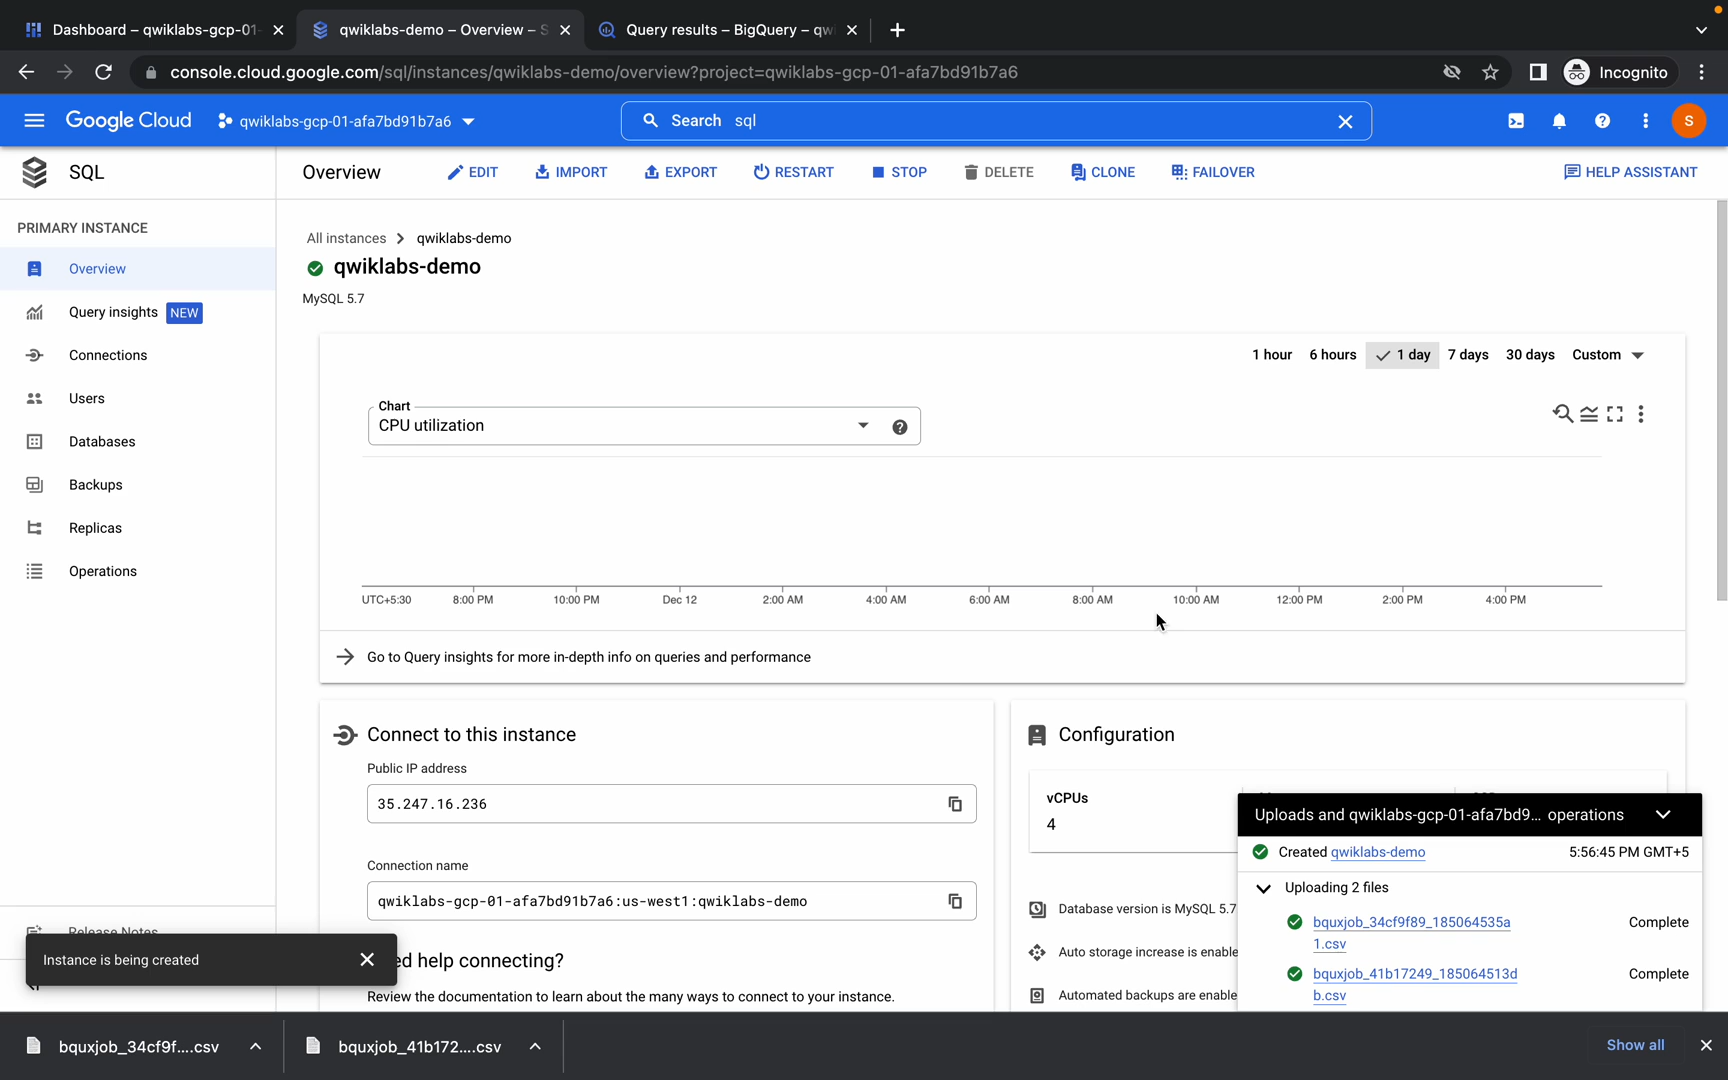 Dashboard – qwiklabs-gcp-01-
qwiklabs-demo – Overview – S
Query results – BigQuery – qwi
console.cloud.google.com/sql/instances/qwiklabs-demo/overview?project=qwiklabs-gcp-01-afa7bd91b7a6
Incognito
Google Cloud
qwiklabs-gcp-01-afa7bd91b7a6
Search sql
S
SQL
Overview
EDIT
IMPORT
EXPORT
RESTART
STOP
DELETE
CLONE
FAILOVER
HELP ASSISTANT
PRIMARY INSTANCE
Overview
Query insights NEW
Connections
Users
Databases
Backups
Replicas
Operations
Release Notes
All instances > qwiklabs-demo
qwiklabs-demo
MySQL 5.7
1 hour 6 hours 1 day 7 days 30 days Custom
Chart
CPU utilization
UTC+5:30 8:00 PM 10:00 PM Dec 12 2:00 AM 4:00 AM 6:00 AM 8:00 AM 10:00 AM 12:00 PM 2:00 PM 4:00 PM
Go to Query insights for more in-depth info on queries and performance
Connect to this instance
Public IP address
35.247.16.236
Connection name
qwiklabs-gcp-01-afa7bd91b7a6:us-west1:qwiklabs-demo
ed help connecting?
Review the documentation to learn about the many ways to connect to your instance.
Configuration
vCPUs
4
Database version is MySQL 5.7
Auto storage increase is enable
Automated backups are enable
Uploads and qwiklabs-gcp-01-afa7bd9... operations
Created qwiklabs-demo 5:56:45 PM GMT+5
Uploading 2 files
bquxjob_34cf9f89_185064535a
1.csv
Complete
bquxjob_41b17249_185064513d
b.csv
Complete
Instance is being created
bquxjob_34cf9f....csv
bquxjob_41b172....csv
Show all